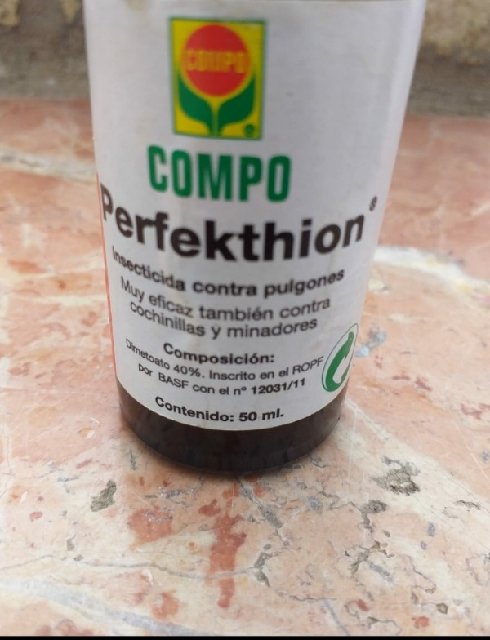 COMPO
COMPO
Perfekthion®
Insecticida contra pulgones
Muy eficaz también contra
cochinillas y minadores
Composición:
Dimetoato 40%. Inscrito en el ROPF
por BASF con el nº 12031/11
Contenido: 50 ml.